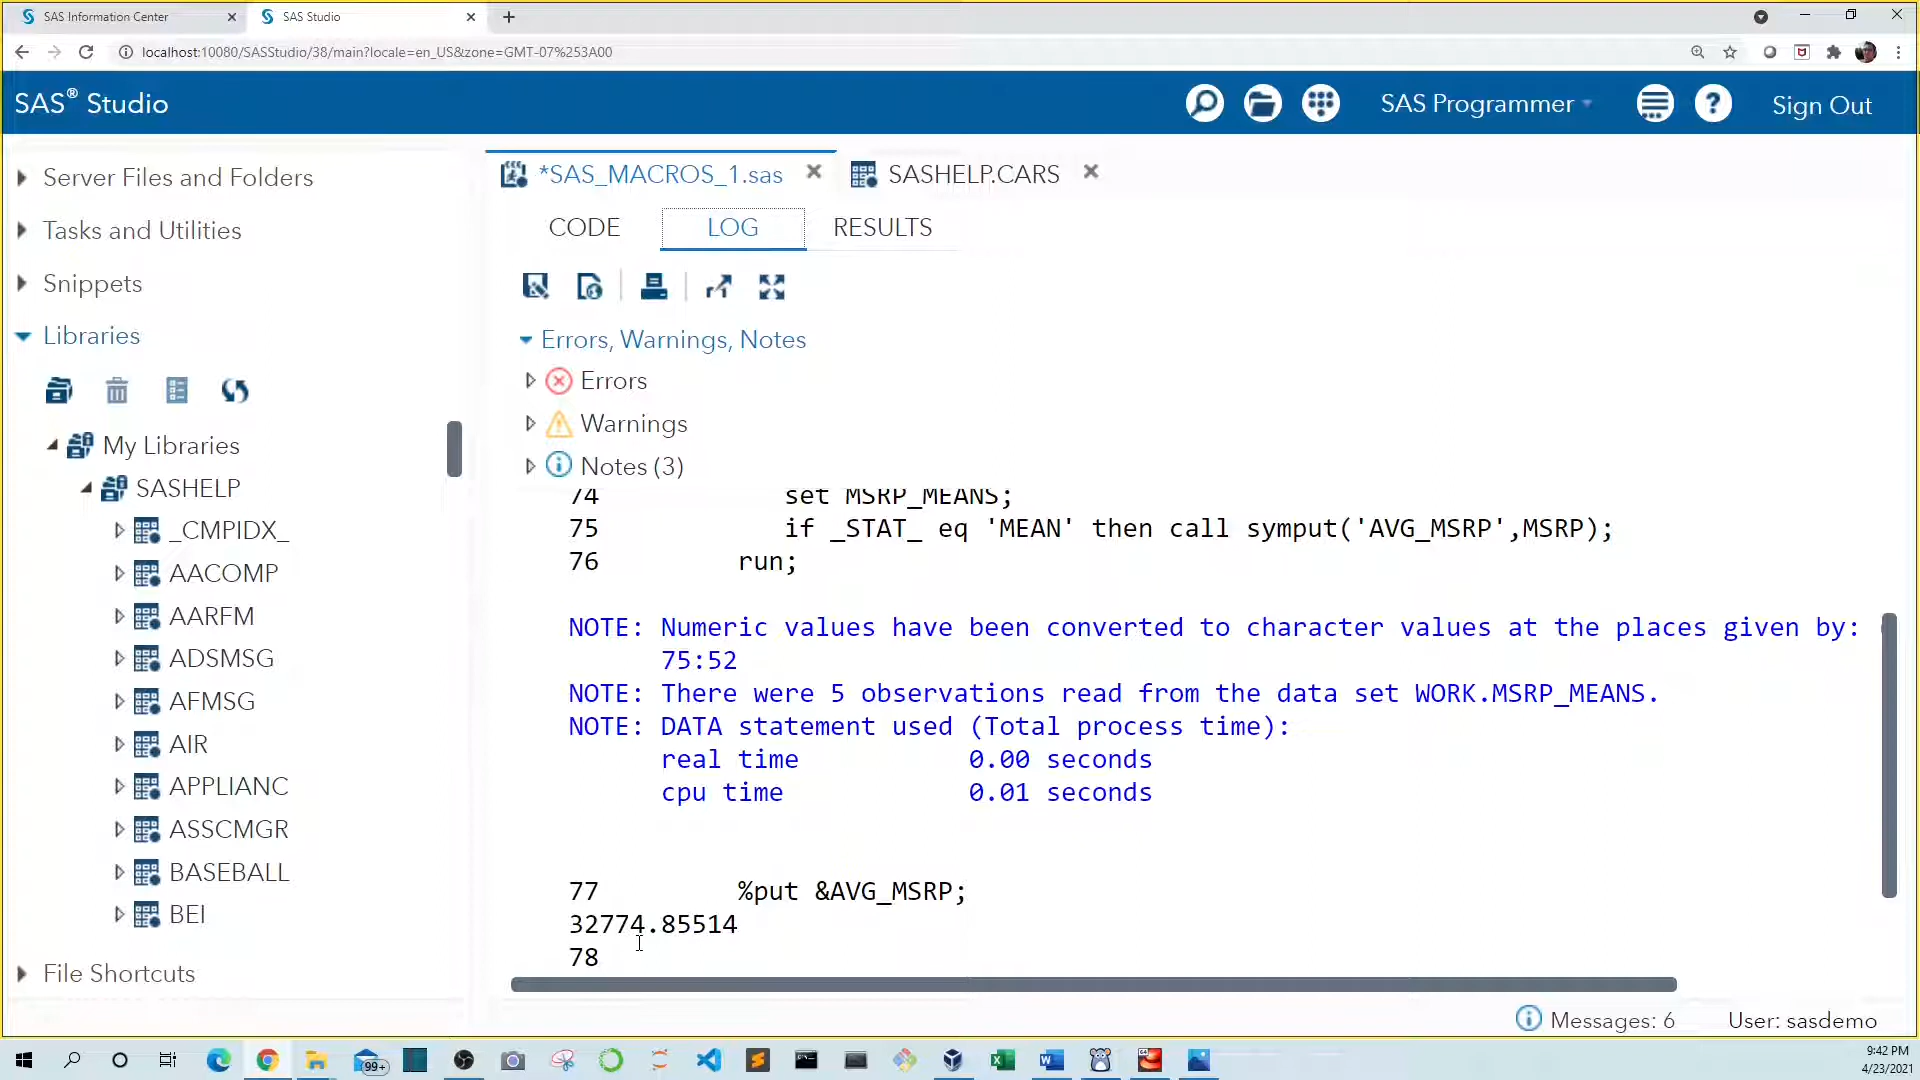 SAS Information Center
SAS Studio
localhost:10080/SASStudio/38/main?locale=en_US&zone=GMT-07%253A00
SAS® Studio
SAS Programmer
Sign Out
Server Files and Folders
Tasks and Utilities
Snippets
Libraries
My Libraries
SASHELP
_CMPIDX_
AACOMP
AARFM
ADSMSG
AFMSG
AIR
APPLIANC
ASSCMGR
BASEBALL
BEI
File Shortcuts
*SAS_MACROS_1.sas
SASHELP.CARS
CODE
LOG
RESULTS
Errors, Warnings, Notes
Errors
Warnings
Notes (3)
74 set MSRP_MEANS;
75 if _STAT_ eq 'MEAN' then call symput('AVG_MSRP',MSRP);
76 run;
NOTE: Numeric values have been converted to character values at the places given by:
75:52
NOTE: There were 5 observations read from the data set WORK.MSRP_MEANS.
NOTE: DATA statement used (Total process time):
real time 0.00 seconds
cpu time 0.01 seconds
77 %put &AVG_MSRP;
32774.85514
78
Messages: 6
User: sasdemo
99+
9:42 PM
4/23/2021